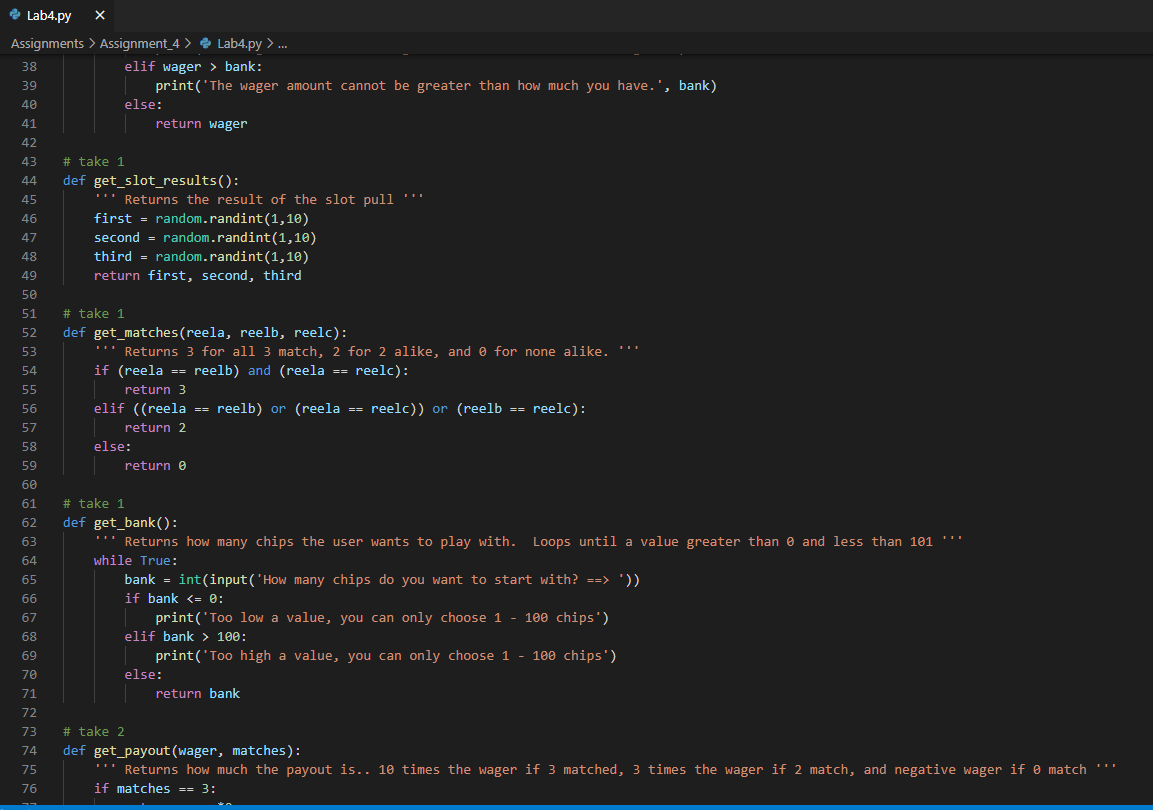 Lab4.py
Assignments > Assignment_4 > Lab4.py > ...
38 elif wager > bank:
39 print('The wager amount cannot be greater than how much you have.', bank)
40 else:
41 return wager
42
43 # take 1
44 def get_slot_results():
45 ''' Returns the result of the slot pull '''
46 first = random.randint(1,10)
47 second = random.randint(1,10)
48 third = random.randint(1,10)
49 return first, second, third
50
51 # take 1
52 def get_matches(reela, reelb, reelc):
53 ''' Returns 3 for all 3 match, 2 for 2 alike, and 0 for none alike. '''
54 if (reela == reelb) and (reela == reelc):
55 return 3
56 elif ((reela == reelb) or (reela == reelc)) or (reelb == reelc):
57 return 2
58 else:
59 return 0
60
61 # take 1
62 def get_bank():
63 ''' Returns how many chips the user wants to play with.  Loops until a value greater than 0 and less than 101 '''
64 while True:
65 bank = int(input('How many chips do you want to start with? ==> '))
66 if bank <= 0:
67 print('Too low a value, you can only choose 1 - 100 chips')
68 elif bank > 100:
69 print('Too high a value, you can only choose 1 - 100 chips')
70 else:
71 return bank
72
73 # take 2
74 def get_payout(wager, matches):
75 ''' Returns how much the payout is.. 10 times the wager if 3 matched, 3 times the wager if 2 match, and negative wager if 0 match '''
76 if matches == 3: